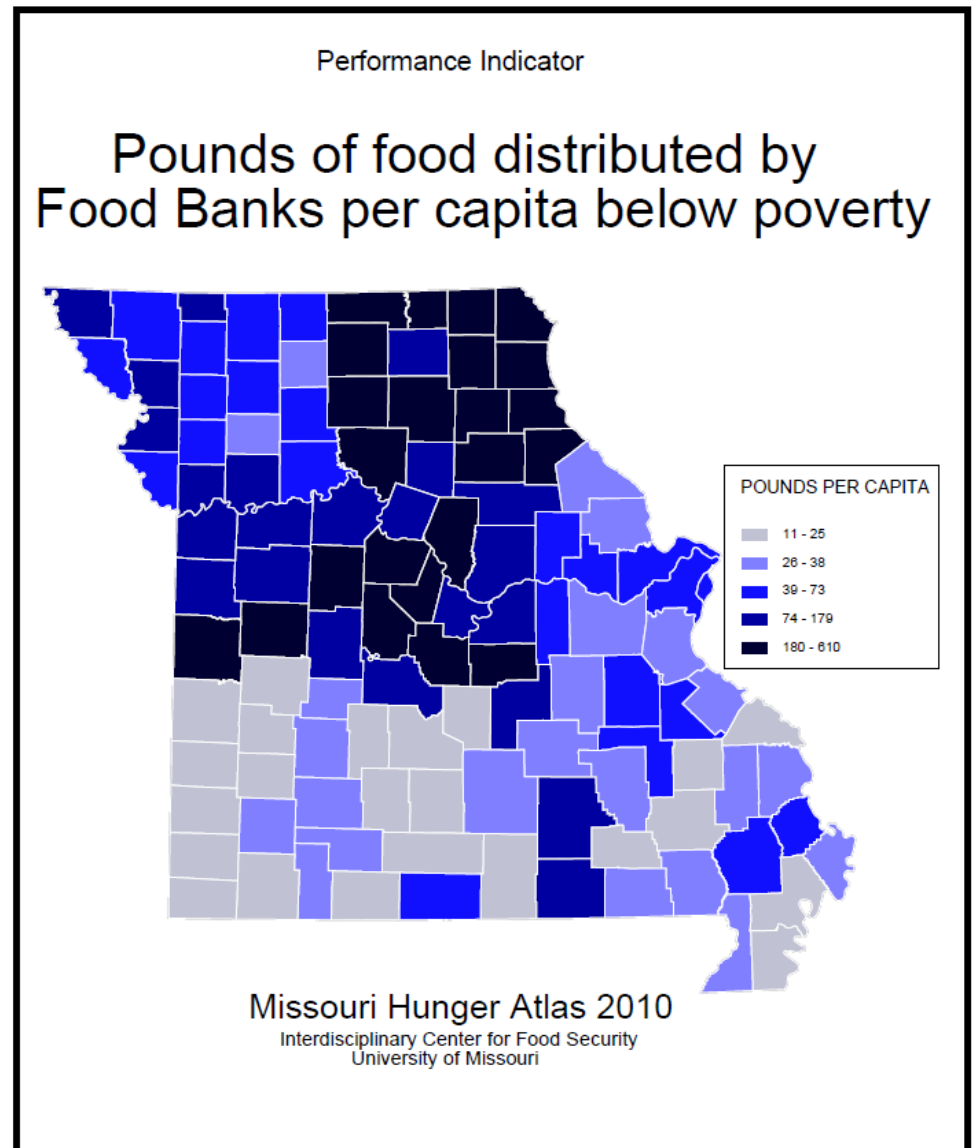 Performance Indicator
Pounds of food distributed by
Food Banks per capita below poverty
POUNDS PER CAPITA
11 - 25
26 - 38
39 - 73
74 - 179
180 - 610
Missouri Hunger Atlas 2010
Interdisciplinary Center for Food Security
University of Missouri